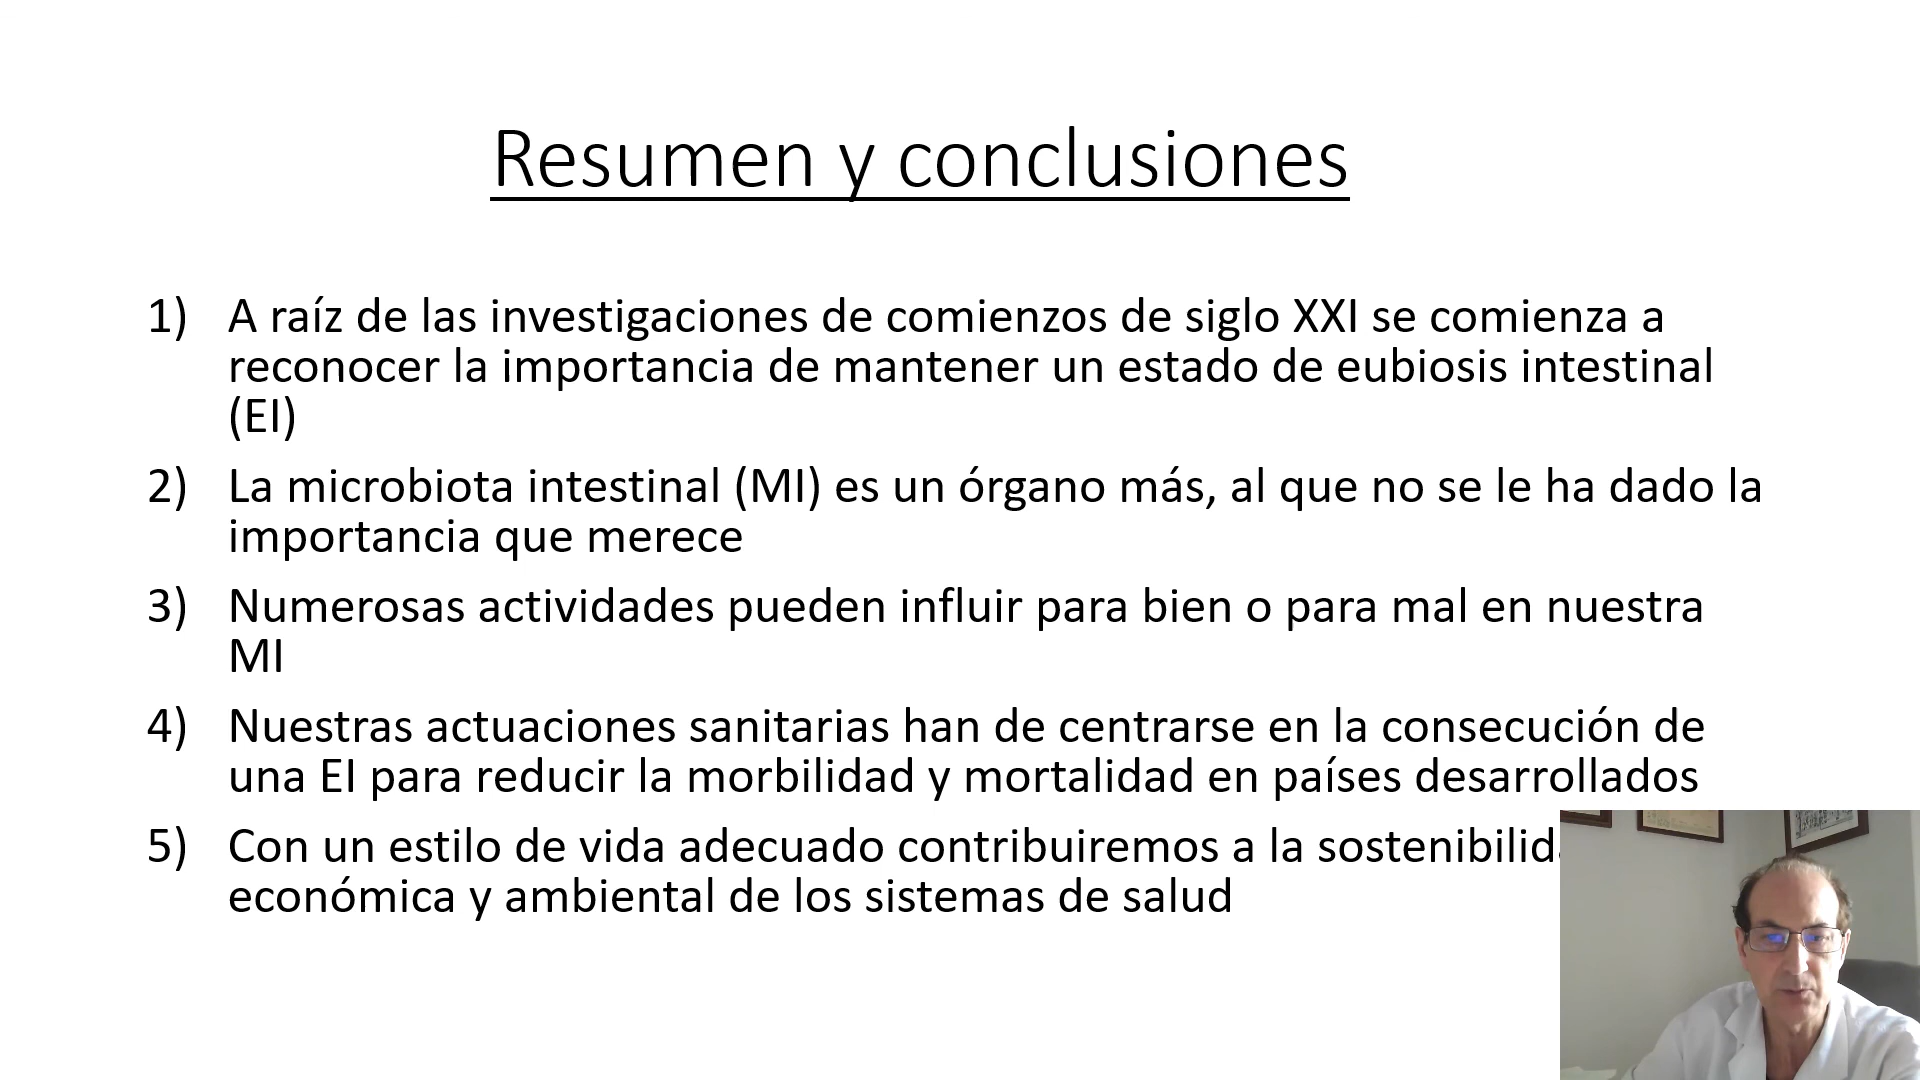 Resumen y conclusiones
1) A raíz de las investigaciones de comienzos de siglo XXI se comienza a
reconocer la importancia de mantener un estado de eubiosis intestinal
(EI)
2) La microbiota intestinal (MI) es un órgano más, al que no se le ha dado la
importancia que merece
3) Numerosas actividades pueden influir para bien o para mal en nuestra
MI
4) Nuestras actuaciones sanitarias han de centrarse en la consecución de
una EI para reducir la morbilidad y mortalidad en países desarrollados
5) Con un estilo de vida adecuado contribuiremos a la
económica y ambiental de los sistemas de salud